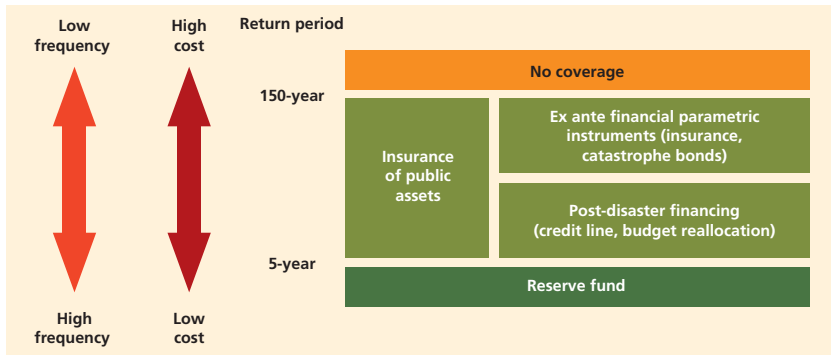 Low
frequency
High
cost
Return period
No coverage
150-year
Insurance
of public
assets
Ex ante financial parametric
instruments (insurance,
catastrophe bonds)
Post-disaster financing
(credit line, budget reallocation)
5-year
Reserve fund
High
frequency
Low
cost